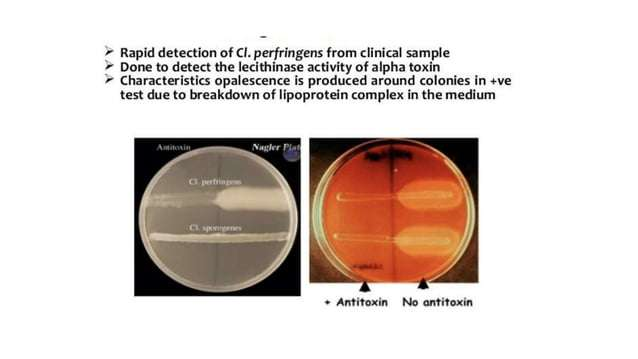 ➢ Rapid detection of Cl. perfringens from clinical sample
➢ Done to detect the lecithinase activity of alpha toxin
➢ Characteristics opalescence is produced around colonies in +ve
test due to breakdown of lipoprotein complex in the medium
Antitoxin Nagler Plate
Cl. perfringens
Cl. sporogenes
+ Antitoxin No antitoxin